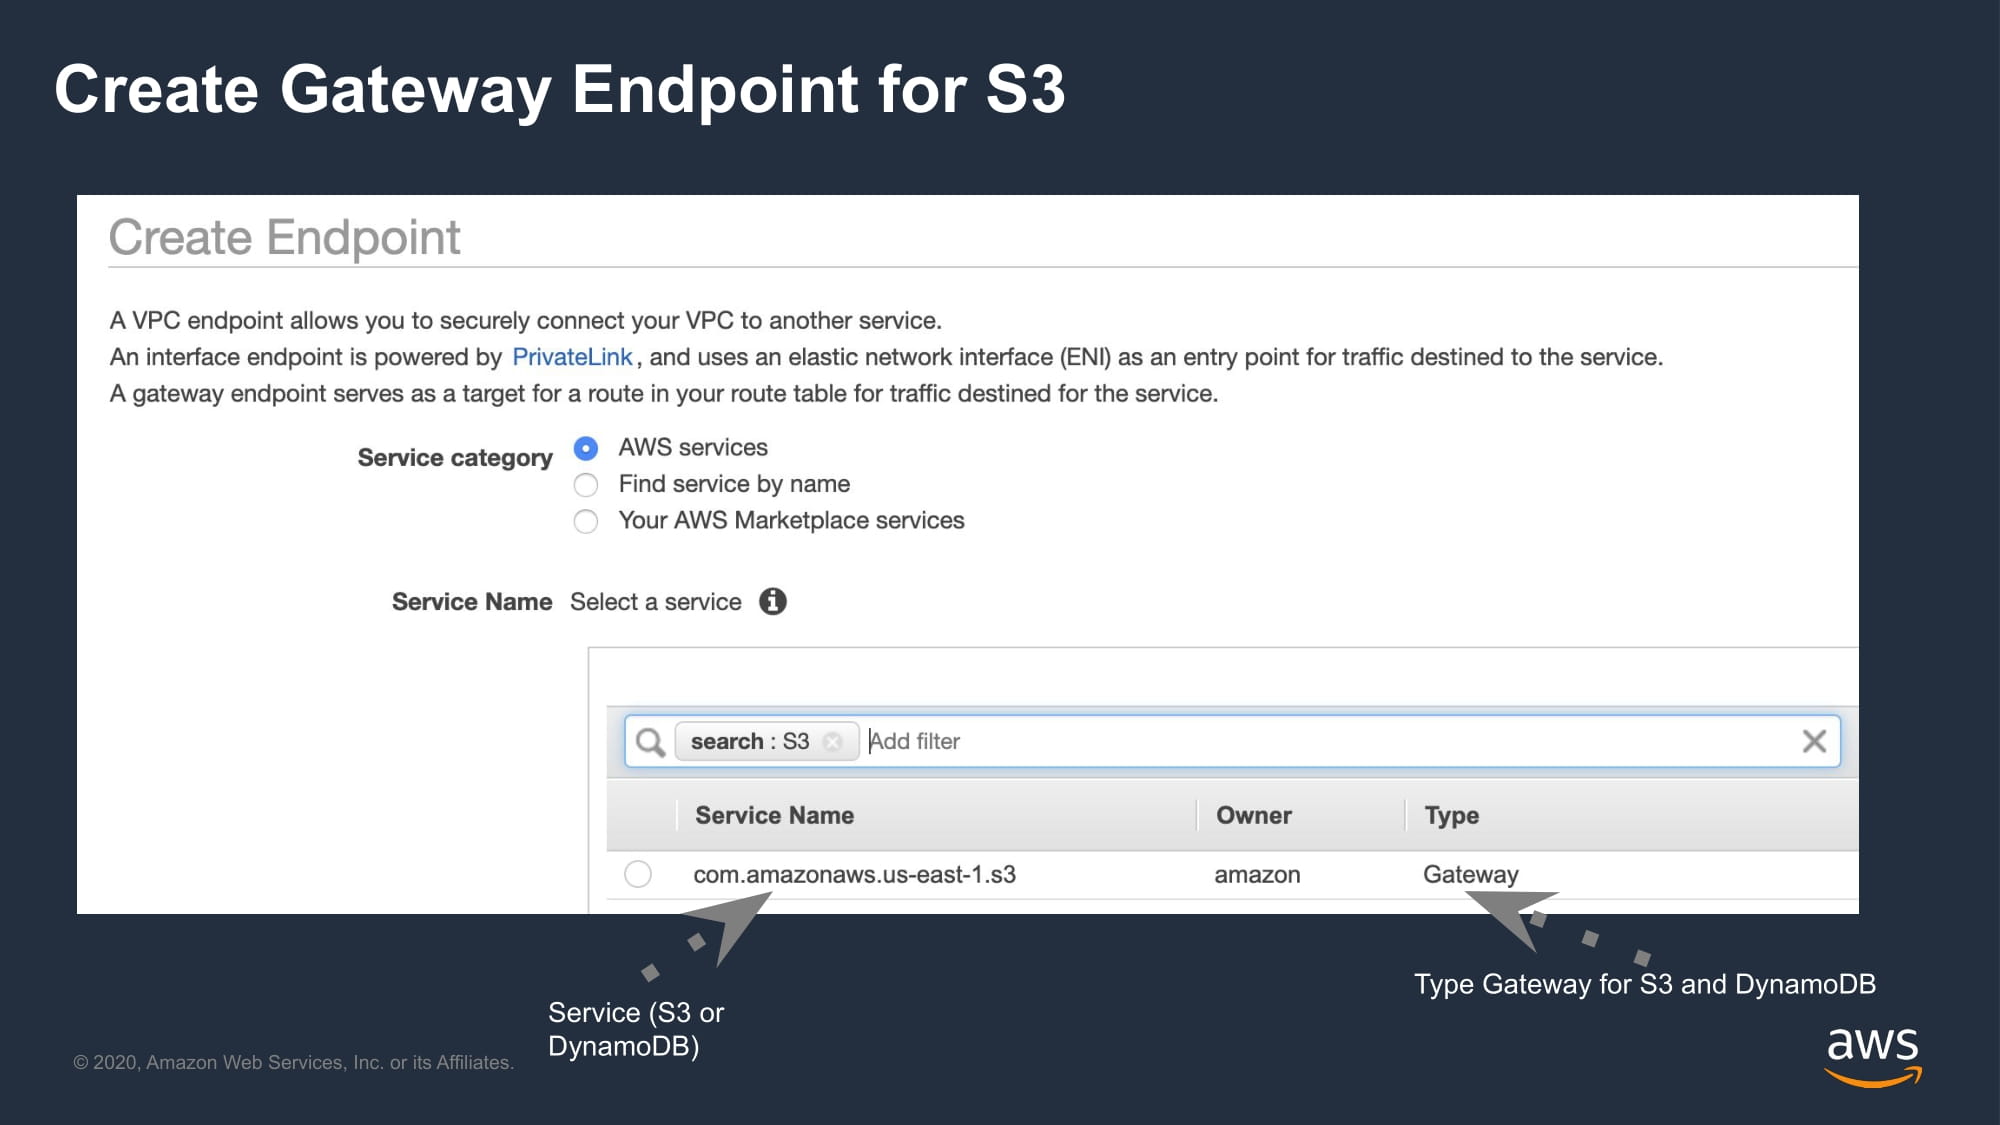 Create Gateway Endpoint for S3
Create Endpoint
A VPC endpoint allows you to securely connect your VPC to another service.
An interface endpoint is powered by PrivateLink, and uses an elastic network interface (ENI) as an entry point for traffic destined to the service.
A gateway endpoint serves as a target for a route in your route table for traffic destined for the service.
Service category
AWS services
Find service by name
Your AWS Marketplace services
Service Name Select a service
search : S3 Add filter
Service Name Owner Type
com.amazonaws.us-east-1.s3 amazon Gateway
Service (S3 or
DynamoDB)
Type Gateway for S3 and DynamoDB
© 2020, Amazon Web Services, Inc. or its Affiliates.
aws